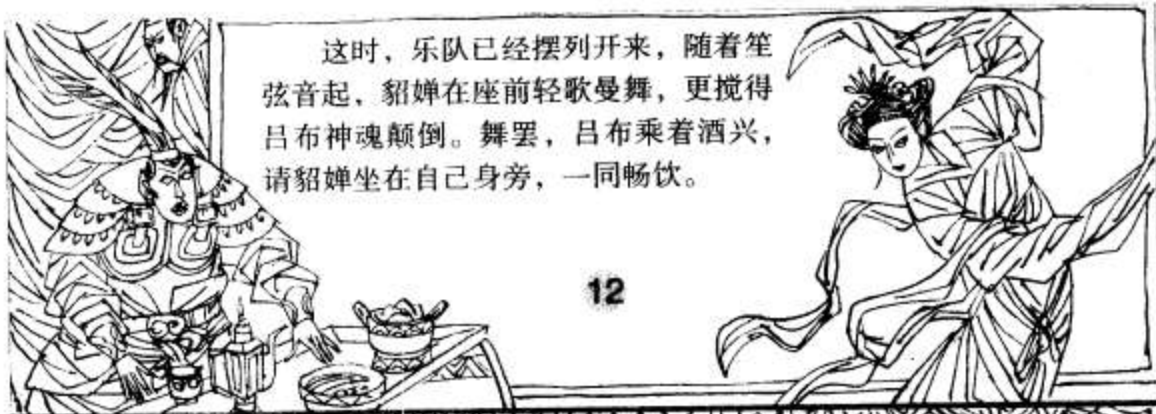 这时，乐队已经摆列开来，随着笙
弦音起，貂婵在座前轻歌曼舞，更搅得
吕布神魂颠倒。舞罢，吕布乘着酒兴，
请貂婵坐在自己身旁，一同畅饮。
12